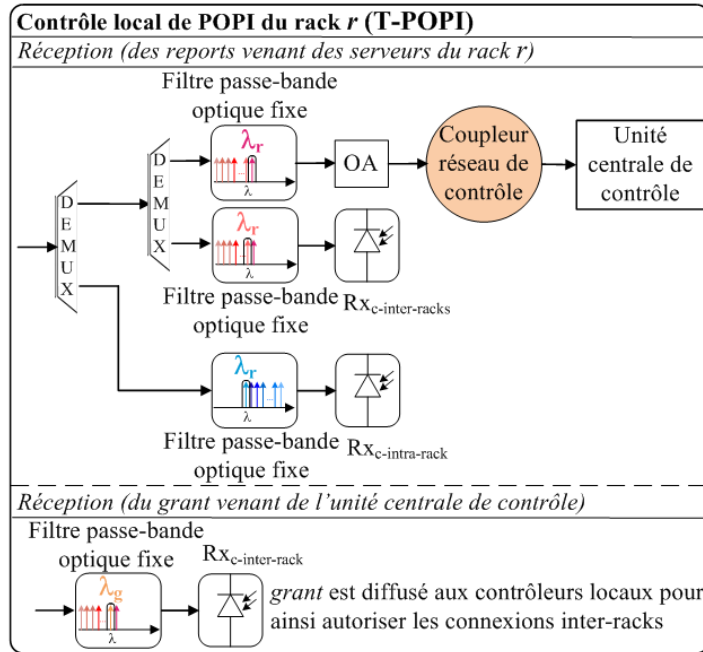 Contrôle local de POPI du rack r (T-POPI)
Réception (des reports venant des serveurs du rack r)
Filtre passe-bande
optique fixe
DEMUX
DEMUX
λr
...
λ
OA
Coupleur
réseau de
contrôle
Unité
centrale de
contrôle
λr
...
λ
Filtre passe-bande
optique fixe
Rxc-inter-racks
λr
...
λ
Filtre passe-bande
optique fixe
Rxc-intra-rack
Réception (du grant venant de l'unité centrale de contrôle)
Filtre passe-bande
optique fixe
Rxc-inter-rack
λg
...
λ
grant est diffusé aux contrôleurs locaux pour
ainsi autoriser les connexions inter-racks